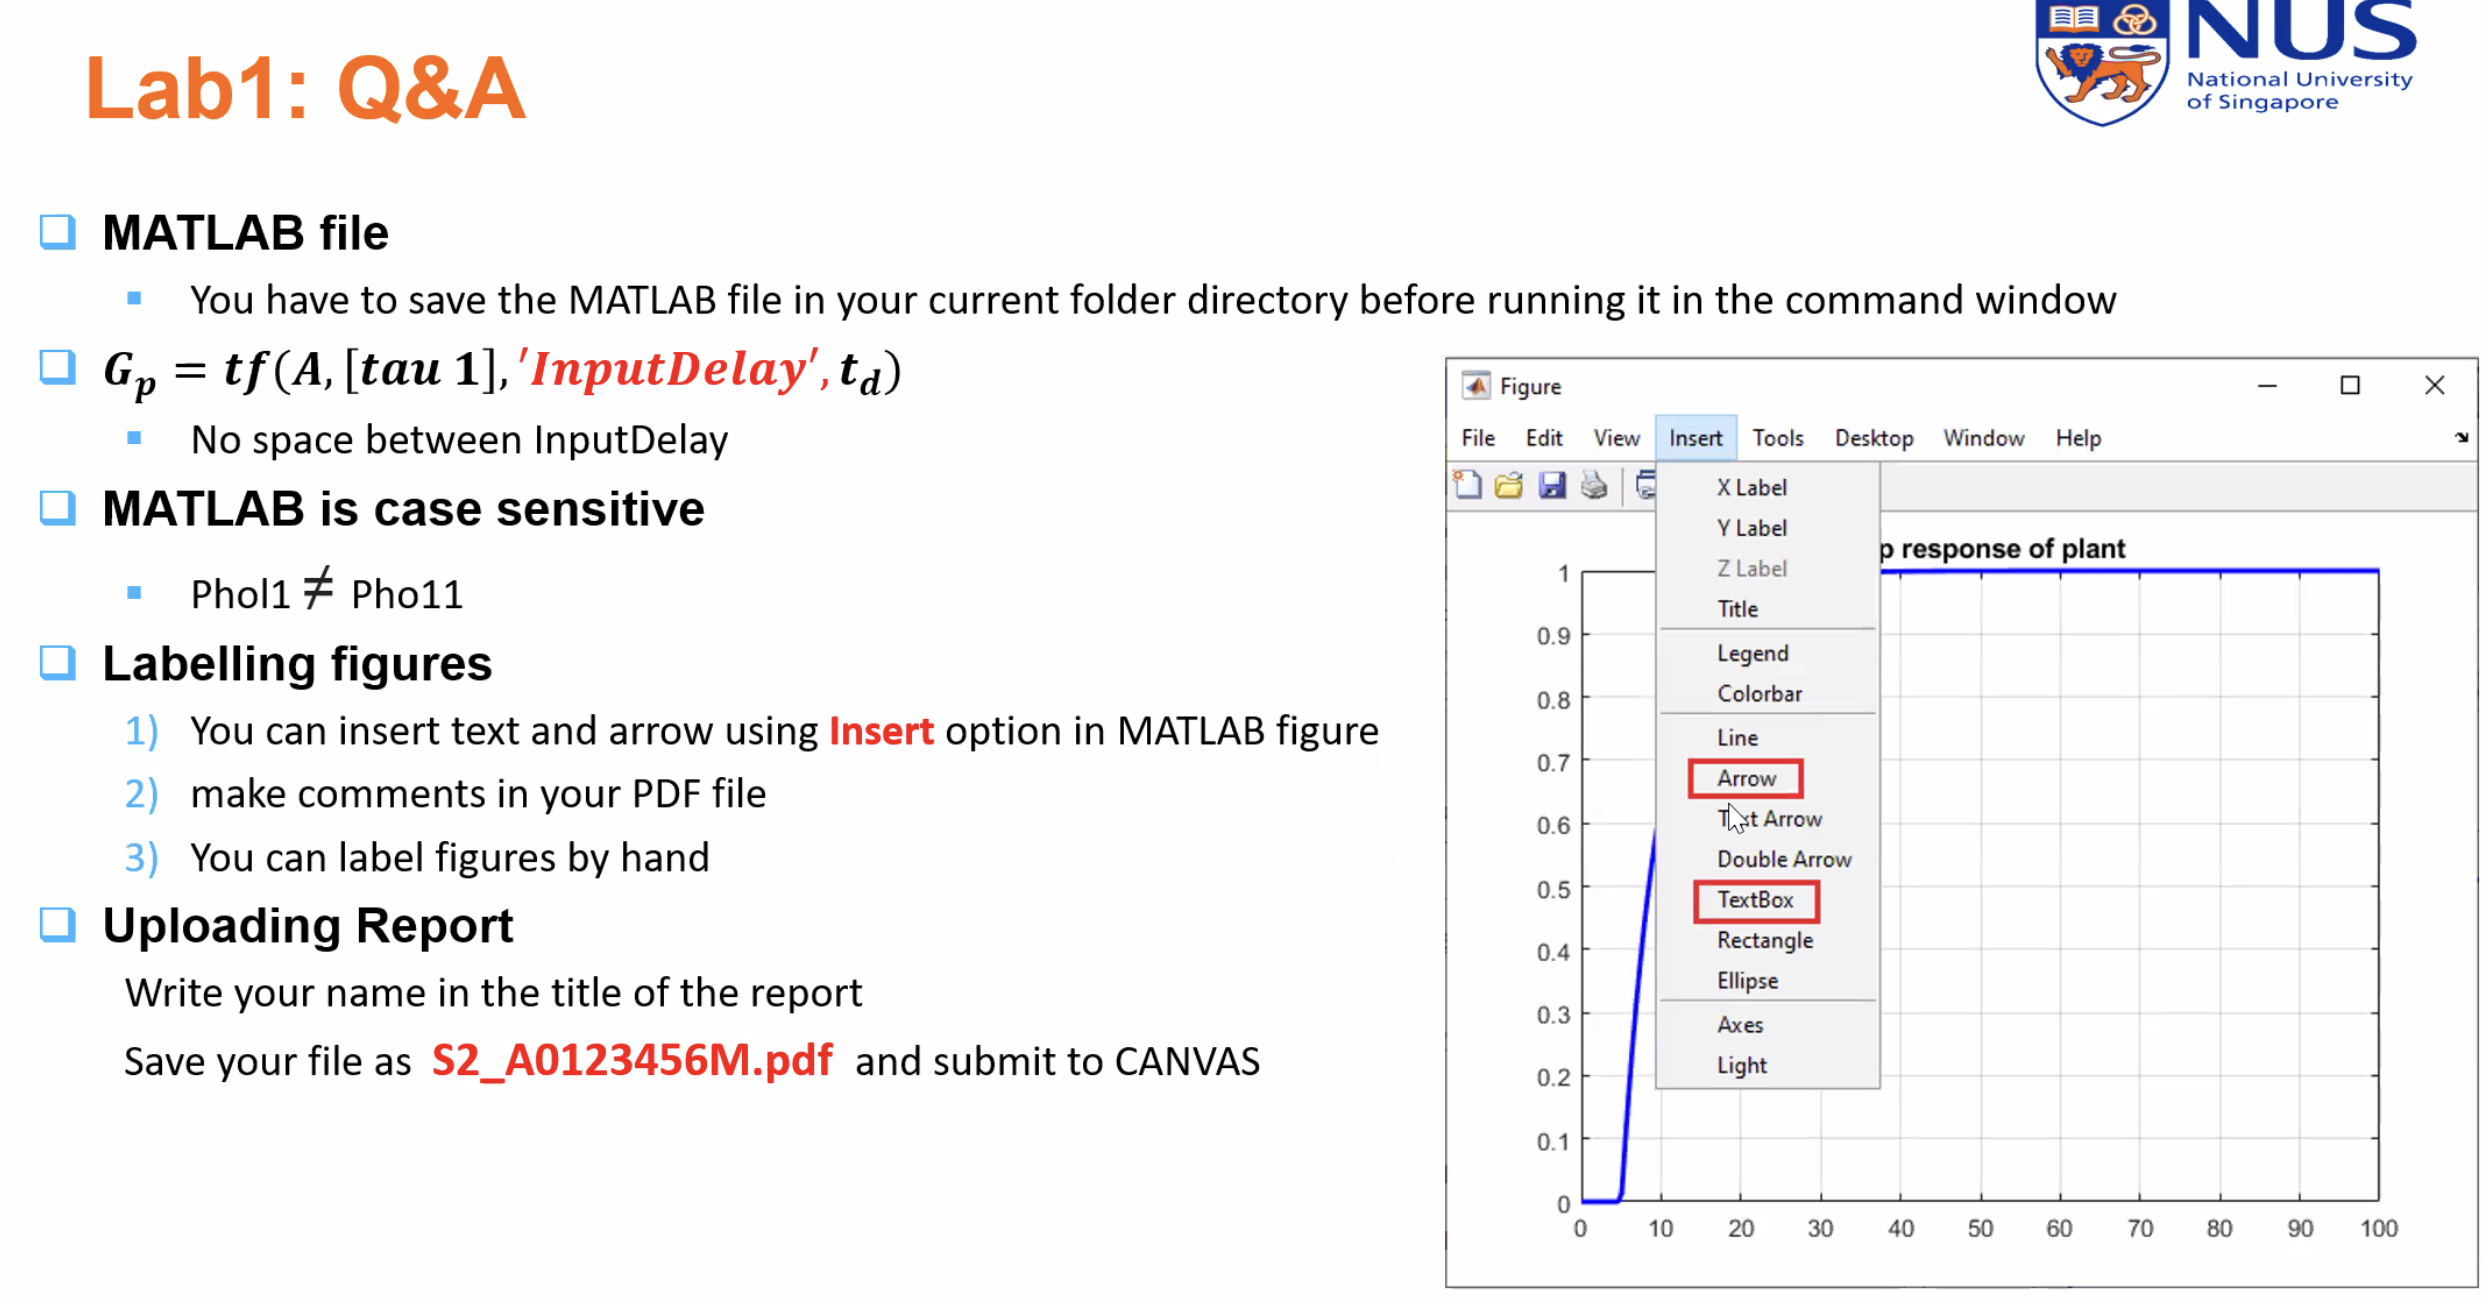 Lab1: Q&A
NUS
National University
of Singapore
MATLAB file
You have to save the MATLAB file in your current folder directory before running it in the command window
G_p = tf(A, [tau 1], 'InputDelay', t_d)
No space between InputDelay
MATLAB is case sensitive
Phol1 ≠ Pho11
Labelling figures
1) You can insert text and arrow using Insert option in MATLAB figure
2) make comments in your PDF file
3) You can label figures by hand
Uploading Report
Write your name in the title of the report
Save your file as S2_A0123456M.pdf and submit to CANVAS
Figure
File Edit View Insert Tools Desktop Window Help
X Label
Y Label
Z Label
Title
Legend
Colorbar
Line
Arrow
Text Arrow
Double Arrow
TextBox
Rectangle
Ellipse
Axes
Light
p response of plant
1
0.9
0.8
0.7
0.6
0.5
0.4
0.3
0.2
0.1
0
0 10 20 30 40 50 60 70 80 90 100